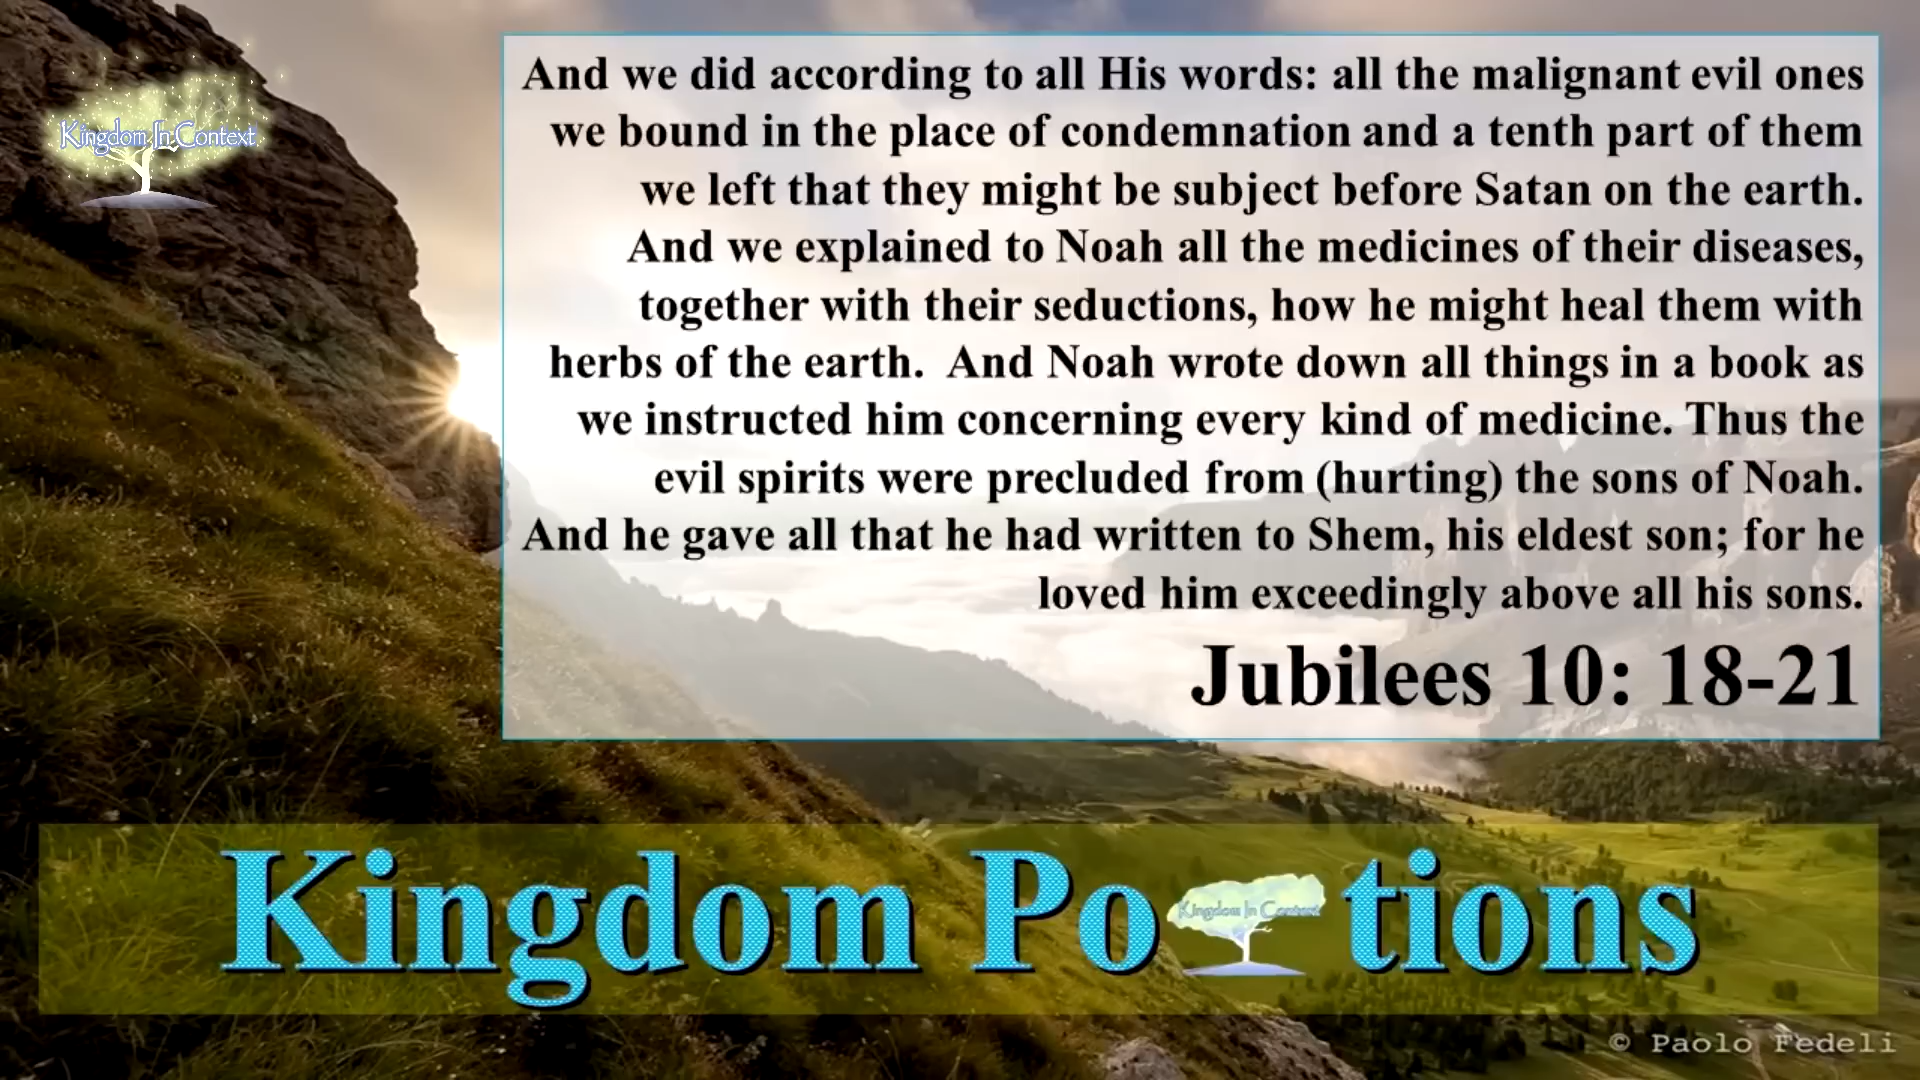 Kingdom In Context
And we did according to all His words: all the malignant evil ones
we bound in the place of condemnation and a tenth part of them
we left that they might be subject before Satan on the earth.
And we explained to Noah all the medicines of their diseases,
together with their seductions, how he might heal them with
herbs of the earth.  And Noah wrote down all things in a book as
we instructed him concerning every kind of medicine. Thus the
evil spirits were precluded from (hurting) the sons of Noah.
And he gave all that he had written to Shem, his eldest son; for he
loved him exceedingly above all his sons.
Jubilees 10: 18-21
Kingdom Po tions
Kingdom In Context
© Paolo Fedeli